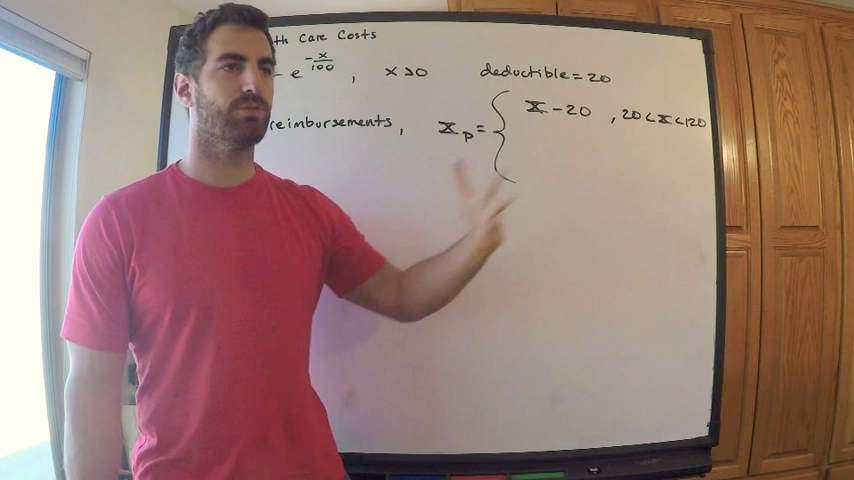 th Care Costs
- e^{-x/100} , x>0 deductible = 20
reimbursements, X_p = { X - 20 , 20 < X < 120